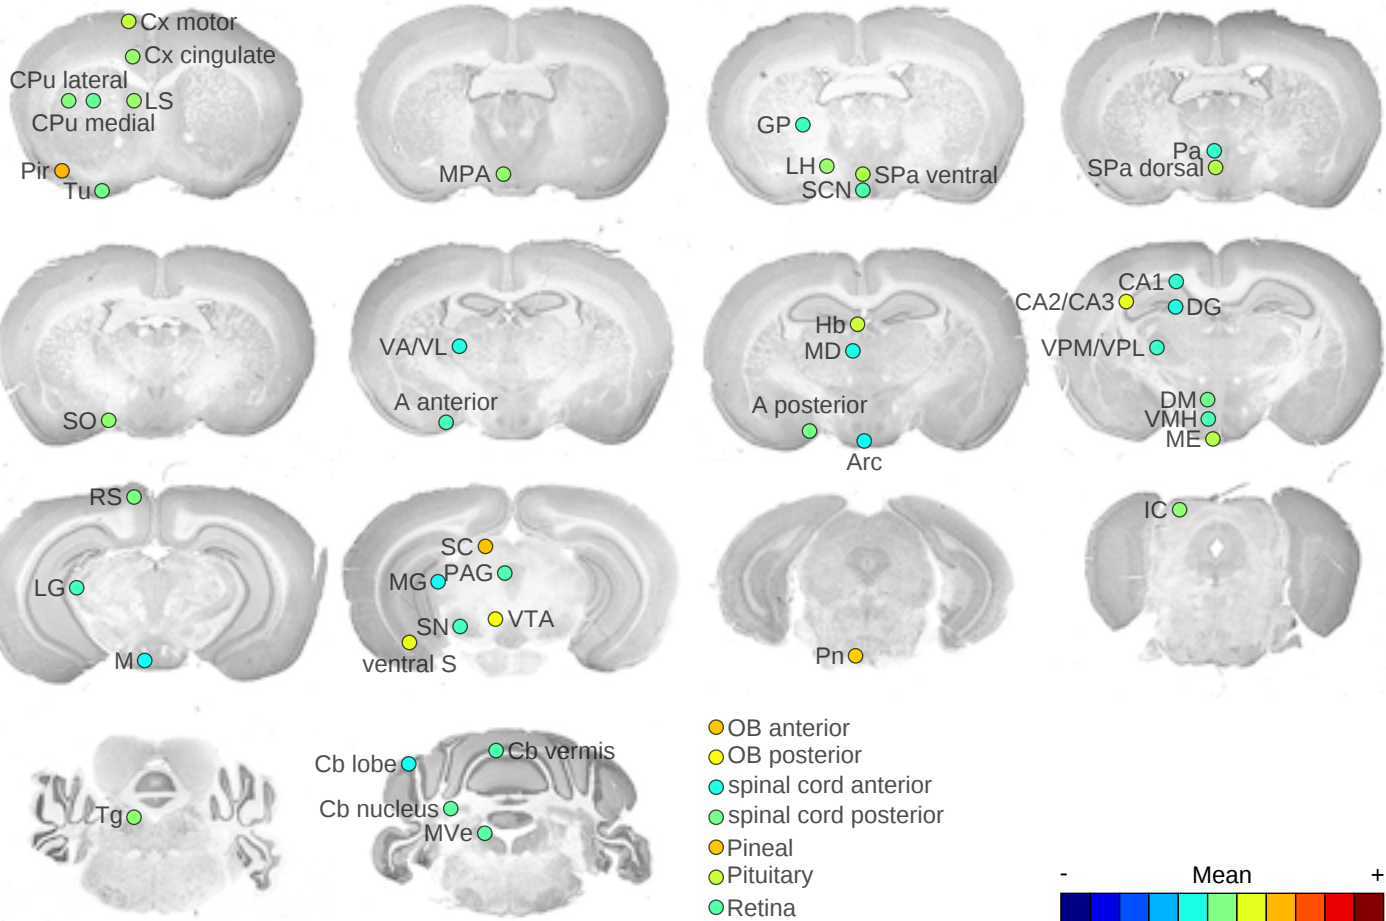 Cx motor
Cx cingulate
CPu lateral
LS
CPu medial
Pir
Tu
MPA
GP
LH
SPa ventral
SCN
Pa
SPa dorsal
SO
VA/VL
A anterior
Hb
MD
A posterior
Arc
CA1
CA2/CA3
DG
VPM/VPL
DM
VMH
ME
RS
LG
M
SC
PAG
MG
SN
VTA
ventral S
Pn
IC
Tg
Cb vermis
Cb lobe
Cb nucleus
MVe
OB anterior
OB posterior
spinal cord anterior
spinal cord posterior
Pineal
Pituitary
Retina
- Mean +